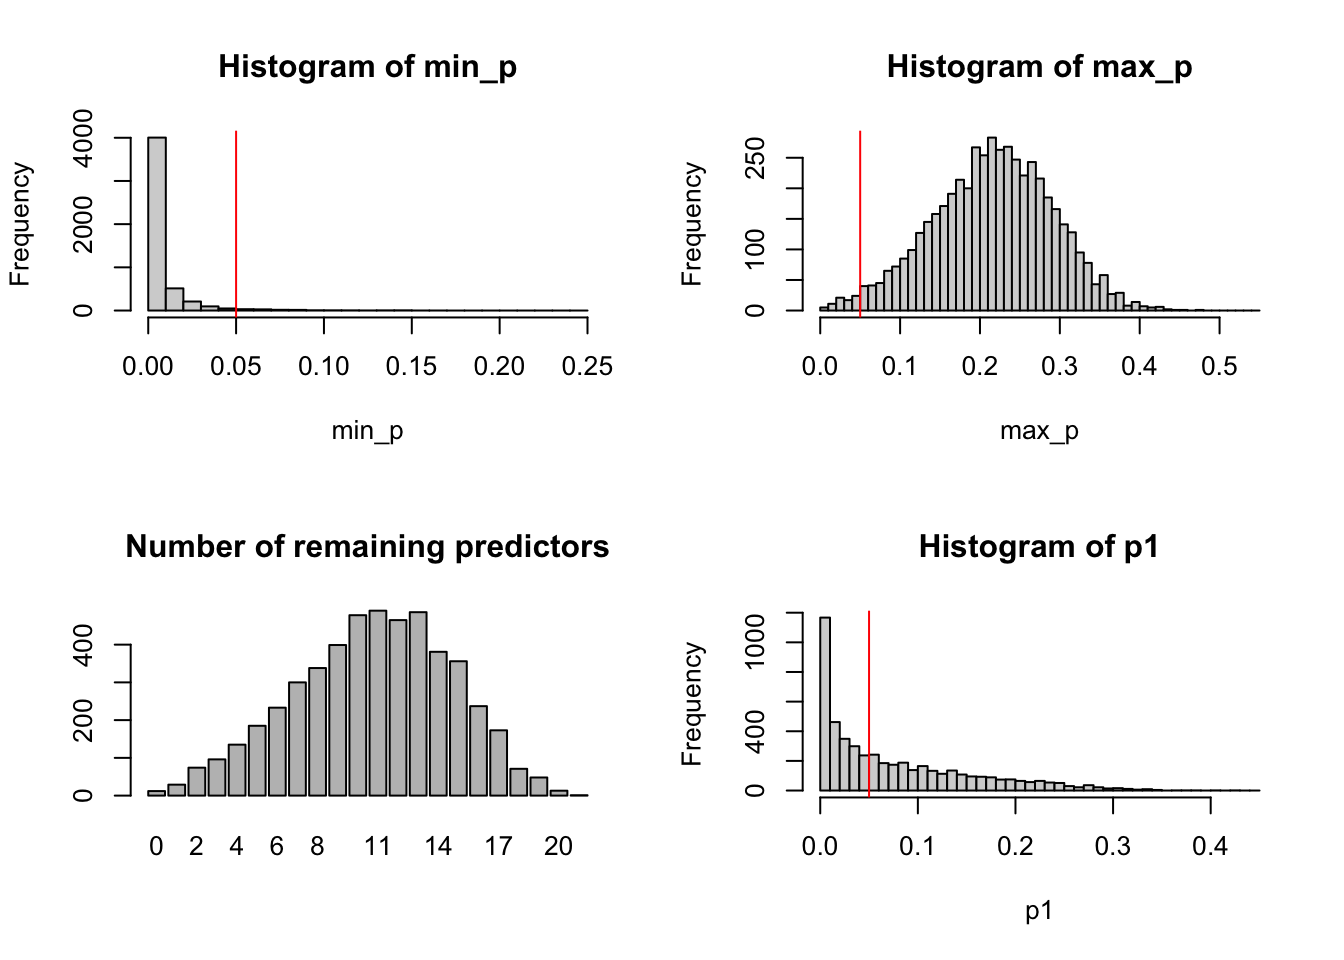 Histogram of min_p
Frequency
0 2000 4000
0.00 0.05 0.10 0.15 0.20 0.25
min_p
Histogram of max_p
Frequency
0 100 250
0.0 0.1 0.2 0.3 0.4 0.5
max_p
Number of remaining predictors
0 200 400
0 2 4 6 8 11 14 17 20
Histogram of p1
Frequency
0 400 1000
0.0 0.1 0.2 0.3 0.4
p1